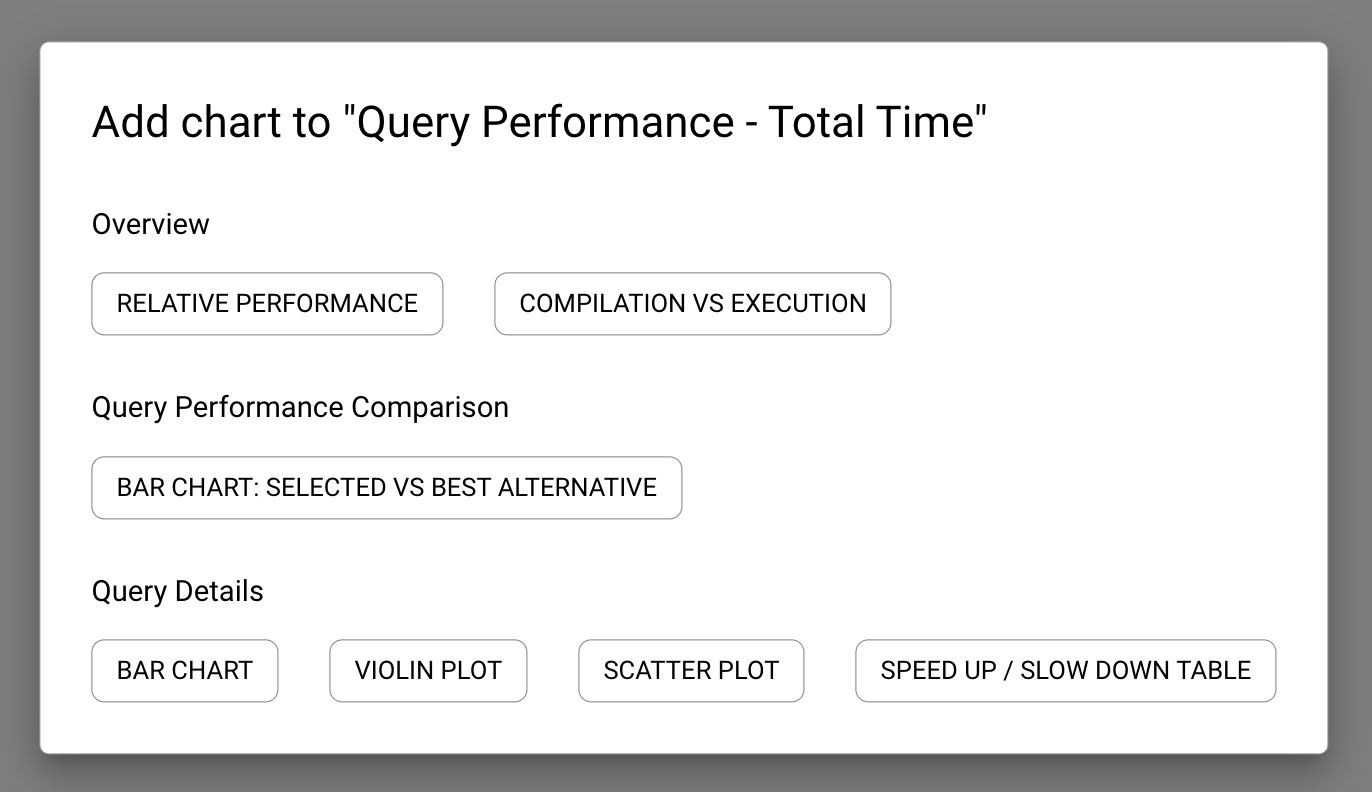 Add chart to "Query Performance - Total Time"
Overview
RELATIVE PERFORMANCE COMPILATION VS EXECUTION
Query Performance Comparison
BAR CHART: SELECTED VS BEST ALTERNATIVE
Query Details
BAR CHART VIOLIN PLOT SCATTER PLOT SPEED UP / SLOW DOWN TABLE